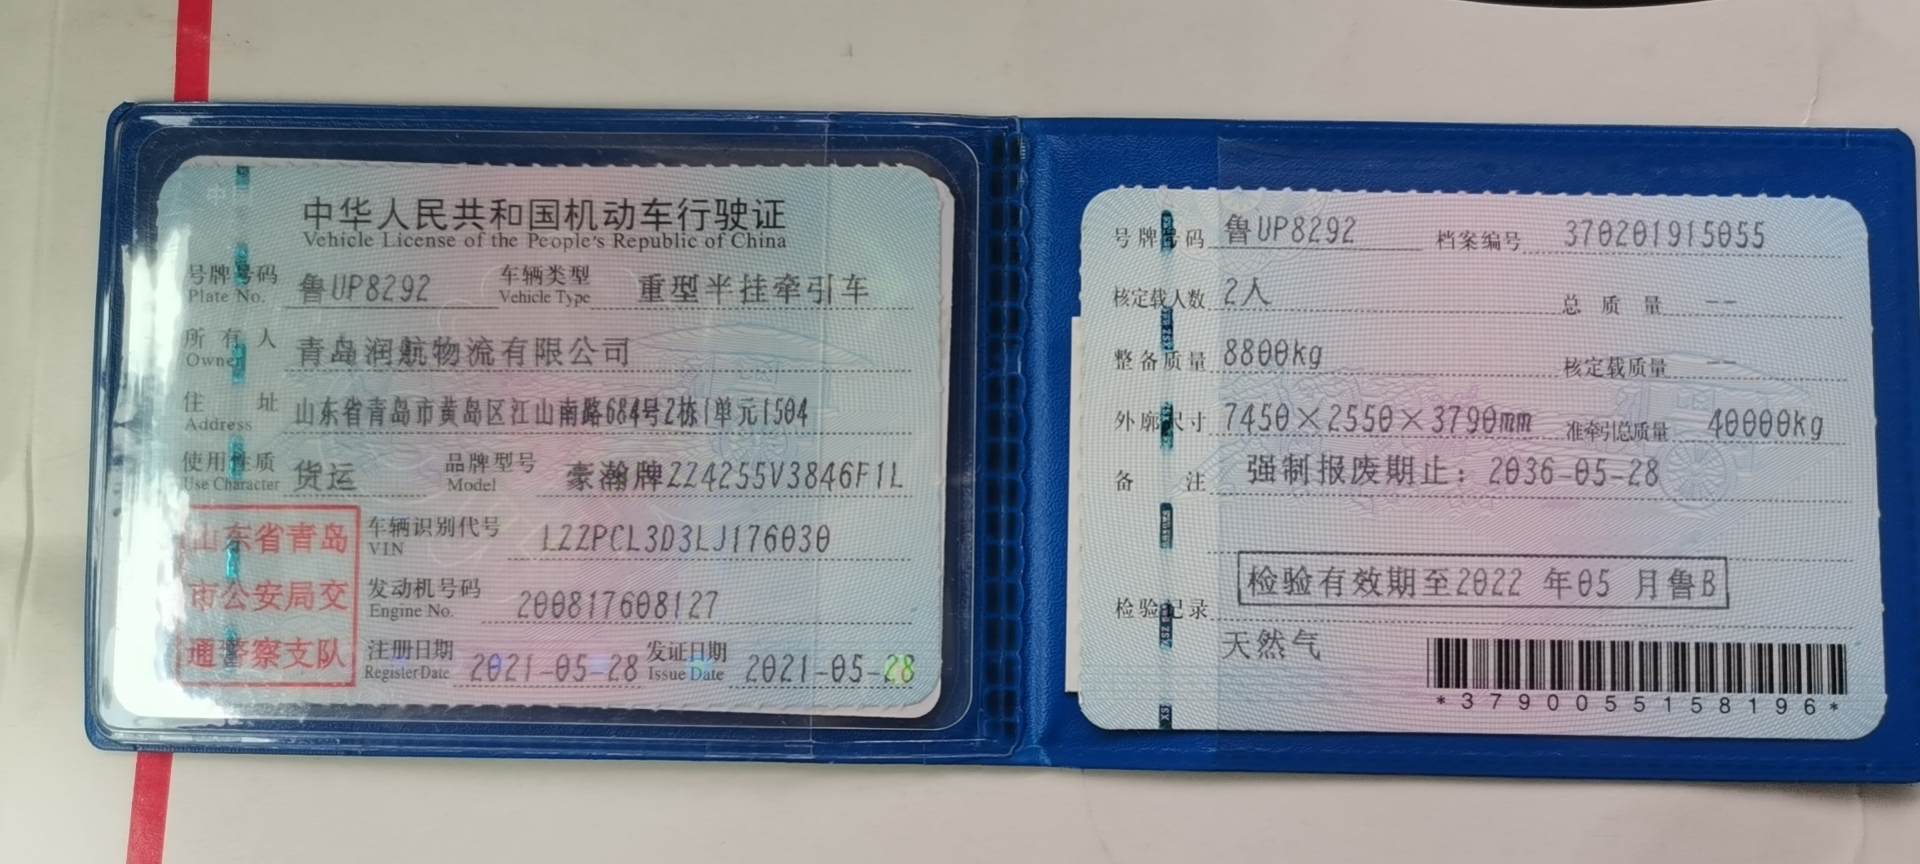 中华人民共和国机动车行驶证
Vehicle License of the People's Republic of China
号牌号码 鲁UP8292 车辆类型 重型半挂牵引车
Plate No. Vehicle Type
所有人 青岛润航物流有限公司
Owner
住址 山东省青岛市黄岛区江山南路684号2栋1单元1504
Address
使用性质 货运 品牌型号 豪瀚牌ZZ4255V3846F1L
Use Character Model
山东省青岛
市公安局交
通警察支队
车辆识别代号 LZZPCL3D3LJ176030
VIN
发动机号码 200817608127
Engine No.
注册日期 2021-05-28 发证日期 2021-05-28
Register Date Issue Date
号牌号码 鲁UP8292 档案编号 370201915055
核定载人数 2人 总质量 --
整备质量 8800kg 核定载质量 --
外廓尺寸 7450×2550×3790mm 准牵引总质量 40000kg
备注 强制报废期止：2036-05-28
检验记录 检验有效期至2022年05月鲁B
天然气
*3790055158196*